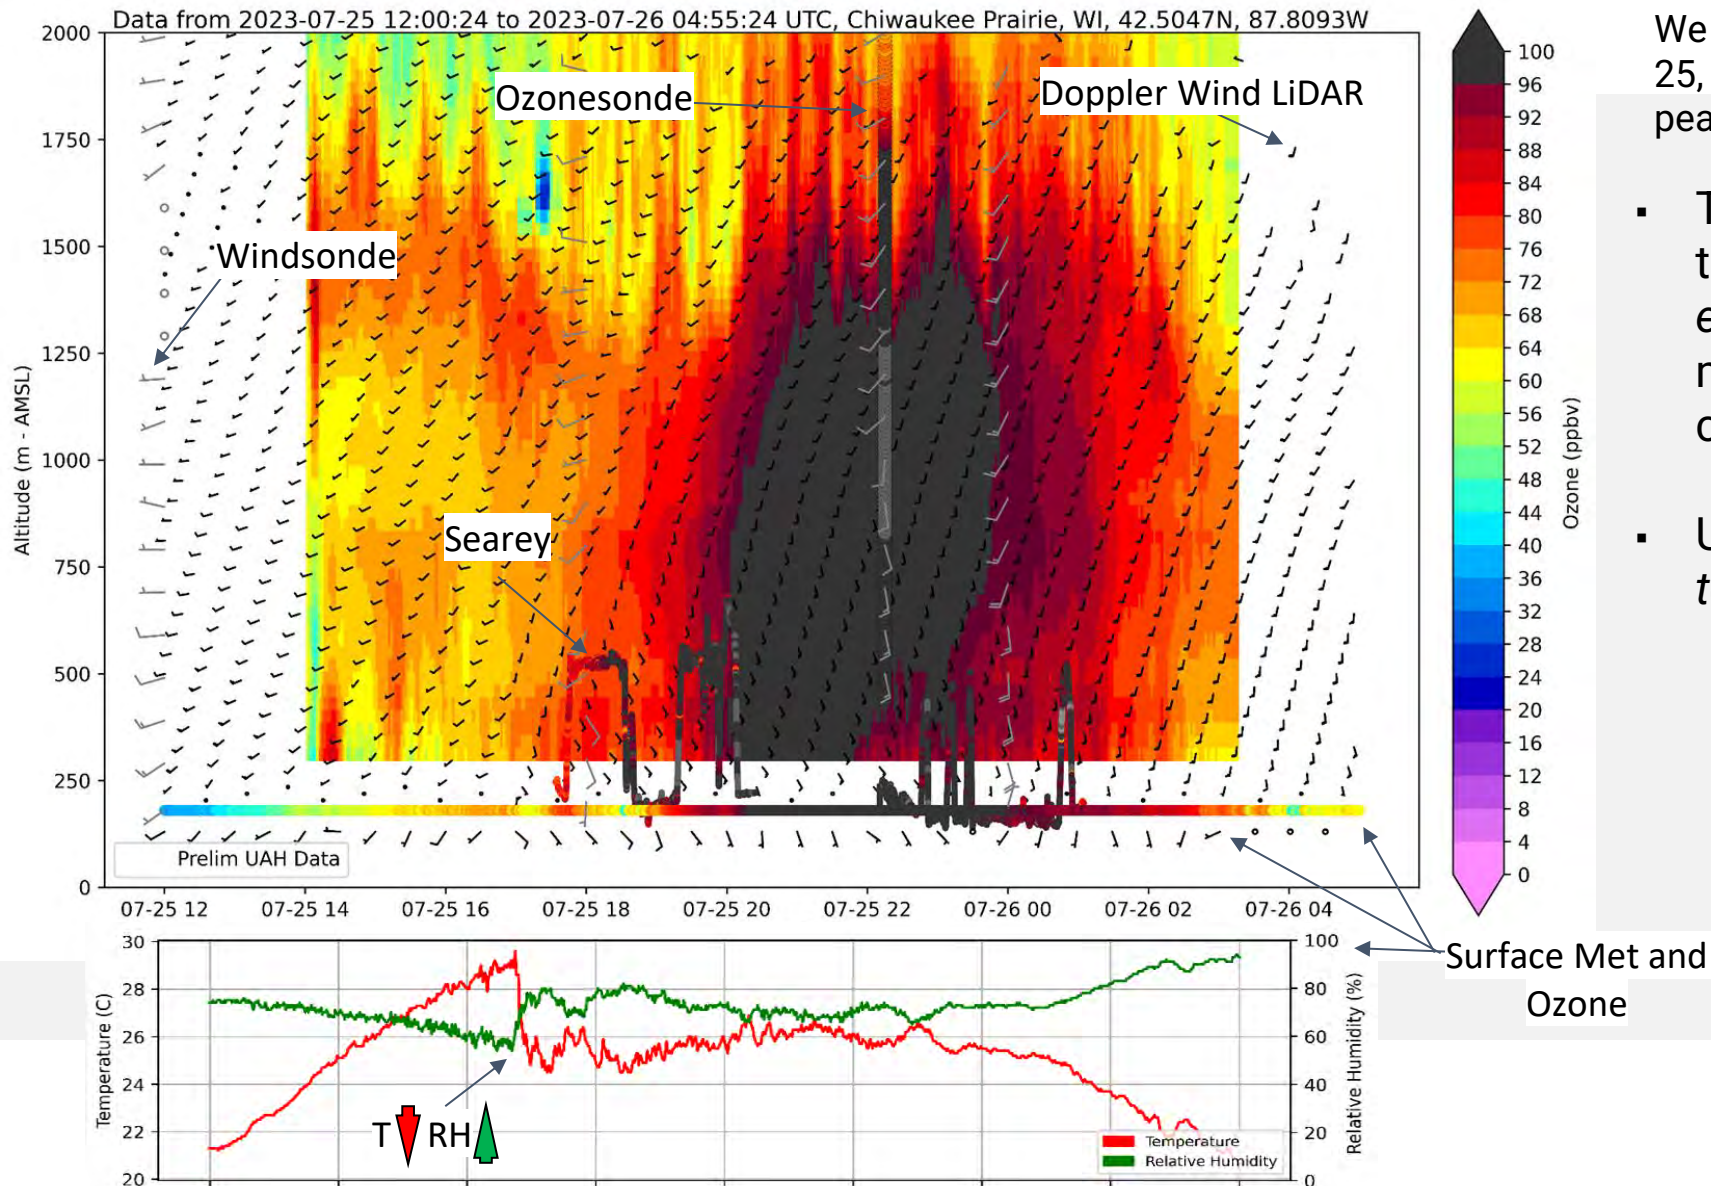 Data from 2023-07-25 12:00:24 to 2023-07-26 04:55:24 UTC, Chiwaukee Prairie, WI, 42.5047N, 87.8093W
2000
1750
1500
1250
1000
750
500
250
0
Altitude (m - AMSL)
Ozonesonde
Doppler Wind LiDAR
Windsonde
Searey
Prelim UAH Data
07-25 12
07-25 14
07-25 16
07-25 18
07-25 20
07-25 22
07-26 00
07-26 02
07-26 04
100
96
92
88
84
80
76
72
68
64
60
56
52
48
44
40
36
32
28
24
20
16
12
8
4
0
Ozone (ppbv)
We
25,
pea
▪ T
t
e
n
c
▪ U
t
Surface Met and
Ozone
30
28
26
24
22
20
Temperature (C)
T RH
Temperature
Relative Humidity
100
80
60
40
20
0
Relative Humidity (%)